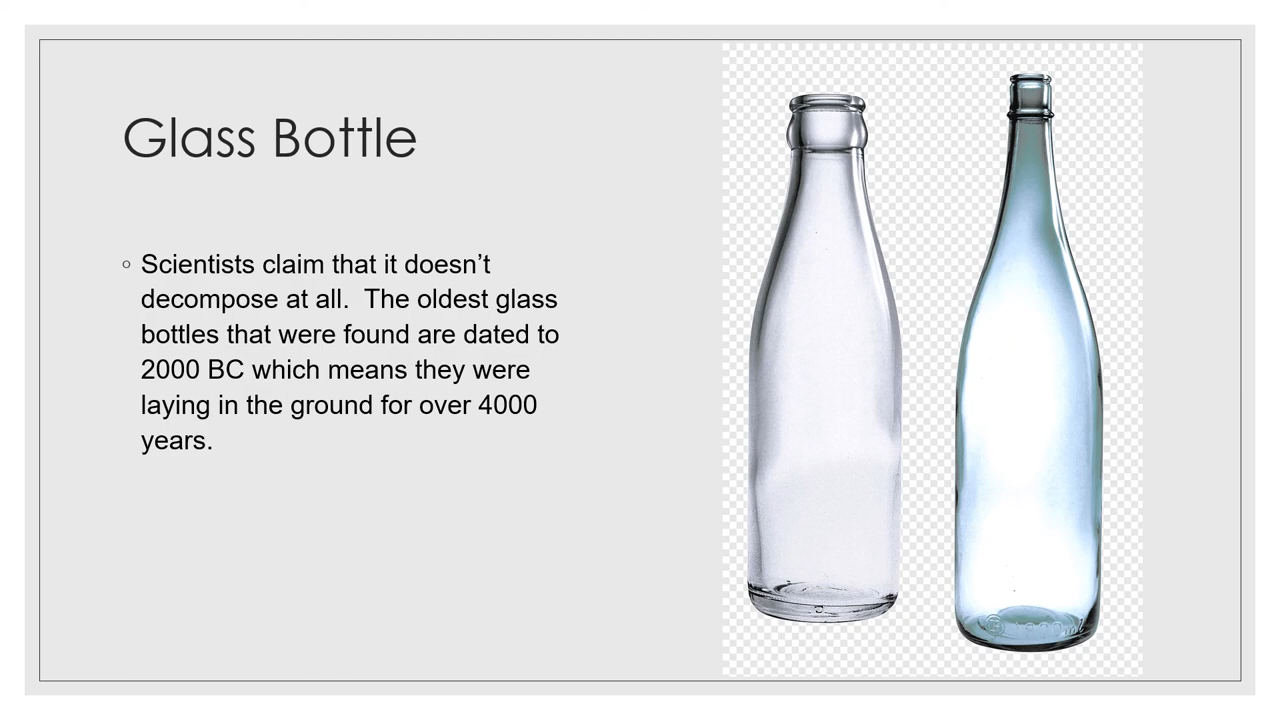 Glass Bottle
◦ Scientists claim that it doesn’t
decompose at all.  The oldest glass
bottles that were found are dated to
2000 BC which means they were
laying in the ground for over 4000
years.